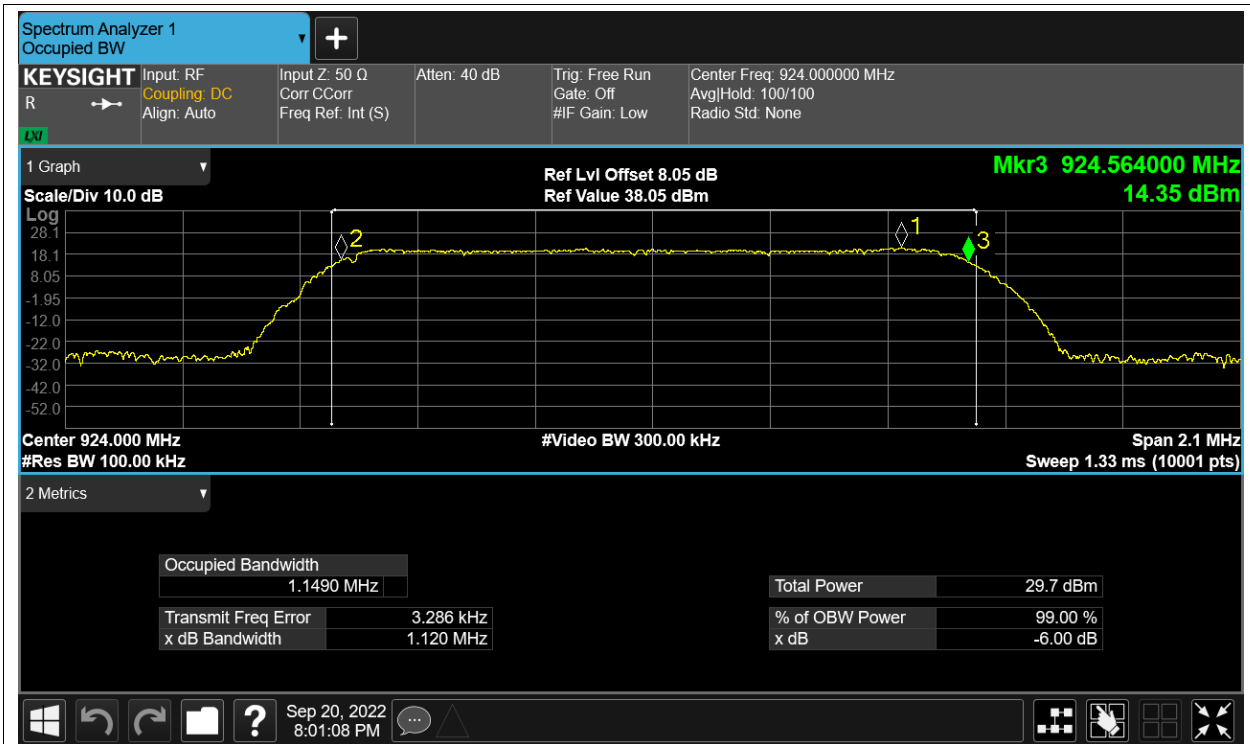 Spectrum Analyzer 1
Occupied BW
KEYSIGHT
R
LXI
Input: RF
Coupling: DC
Align: Auto
Input Z: 50 Ω
Corr CCorr
Freq Ref: Int (S)
Atten: 40 dB
Trig: Free Run
Gate: Off
#IF Gain: Low
Center Freq: 924.000000 MHz
Avg|Hold: 100/100
Radio Std: None
1 Graph
Scale/Div 10.0 dB
Ref Lvl Offset 8.05 dB
Ref Value 38.05 dBm
Mkr3 924.564000 MHz
14.35 dBm
Log
28.1
18.1
8.05
-1.95
-12.0
-22.0
-32.0
-42.0
-52.0
2
1
3
Center 924.000 MHz
#Video BW 300.00 kHz
Span 2.1 MHz
#Res BW 100.00 kHz
Sweep 1.33 ms (10001 pts)
2 Metrics
Occupied Bandwidth
1.1490 MHz
Transmit Freq Error 3.286 kHz
x dB Bandwidth 1.120 MHz
Total Power 29.7 dBm
% of OBW Power 99.00 %
x dB -6.00 dB
?
Sep 20, 2022
8:01:08 PM